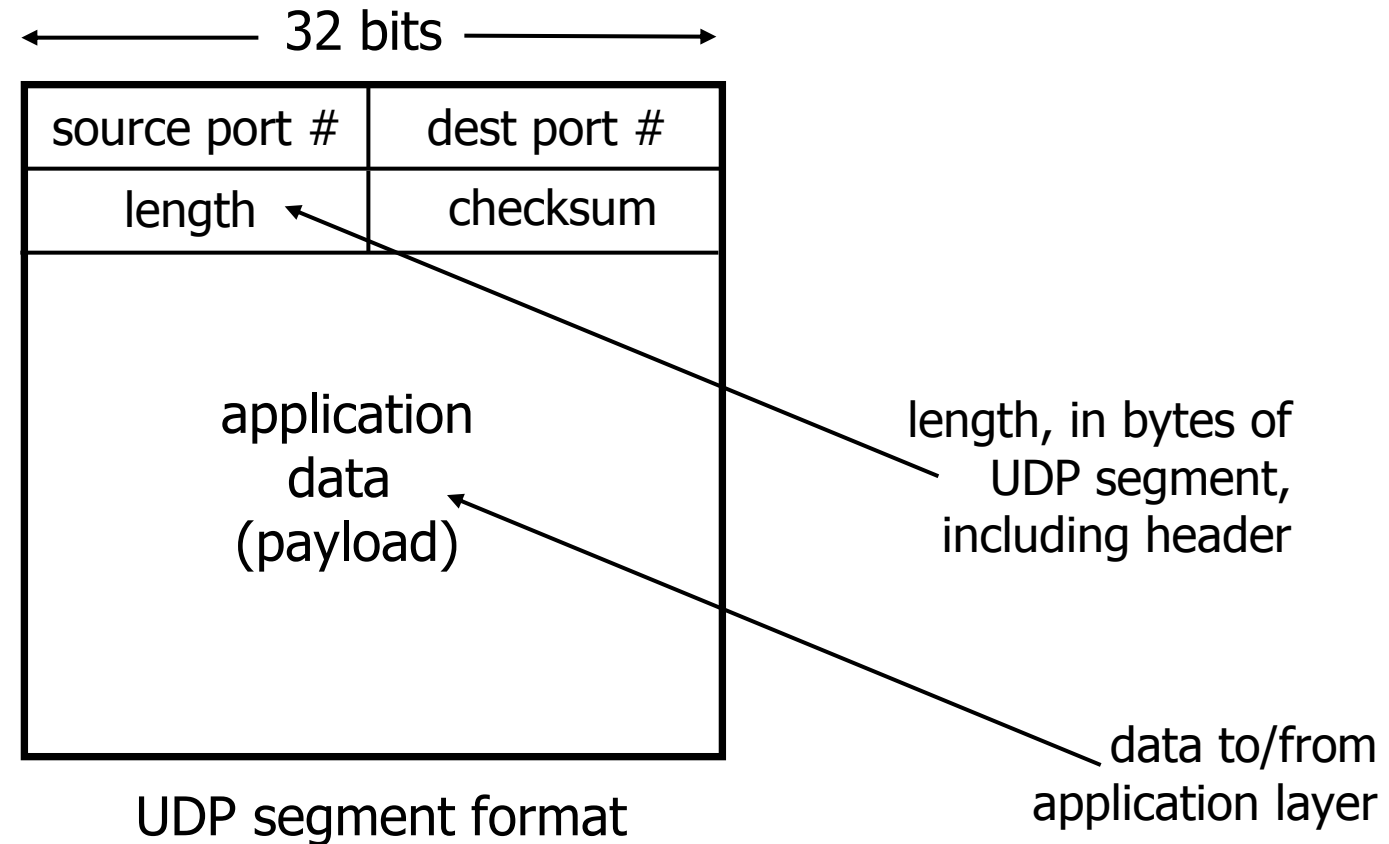 32 bits
source port # dest port #
length checksum
application
data
(payload)
length, in bytes of
UDP segment,
including header
data to/from
application layer
UDP segment format